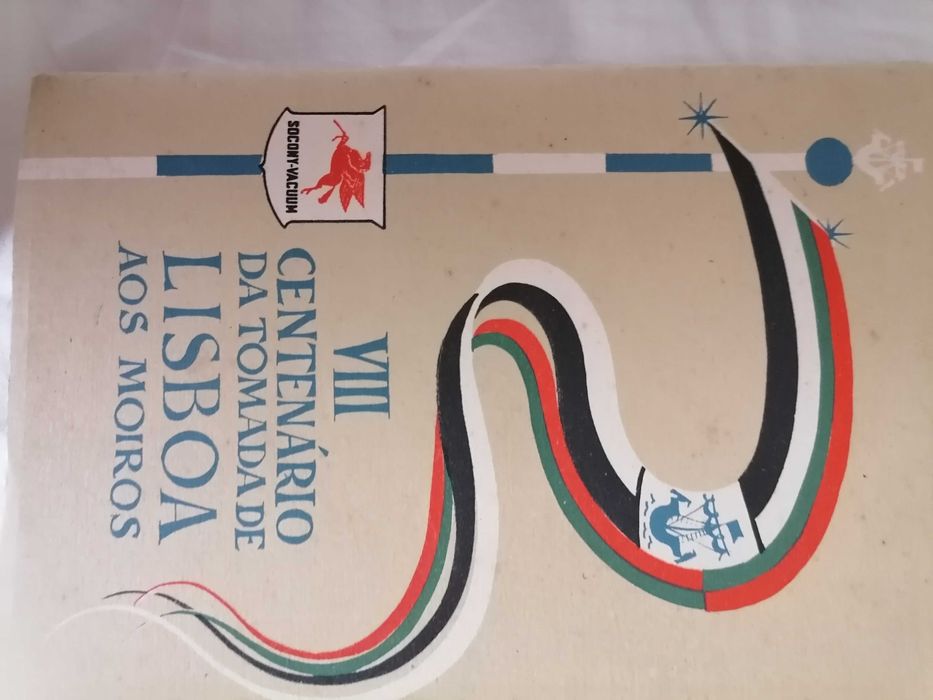 SOCONY-VACUUM
VIII
CENTENÁRIO
DA TOMADA DE
LISBOA
AOS MOIROS